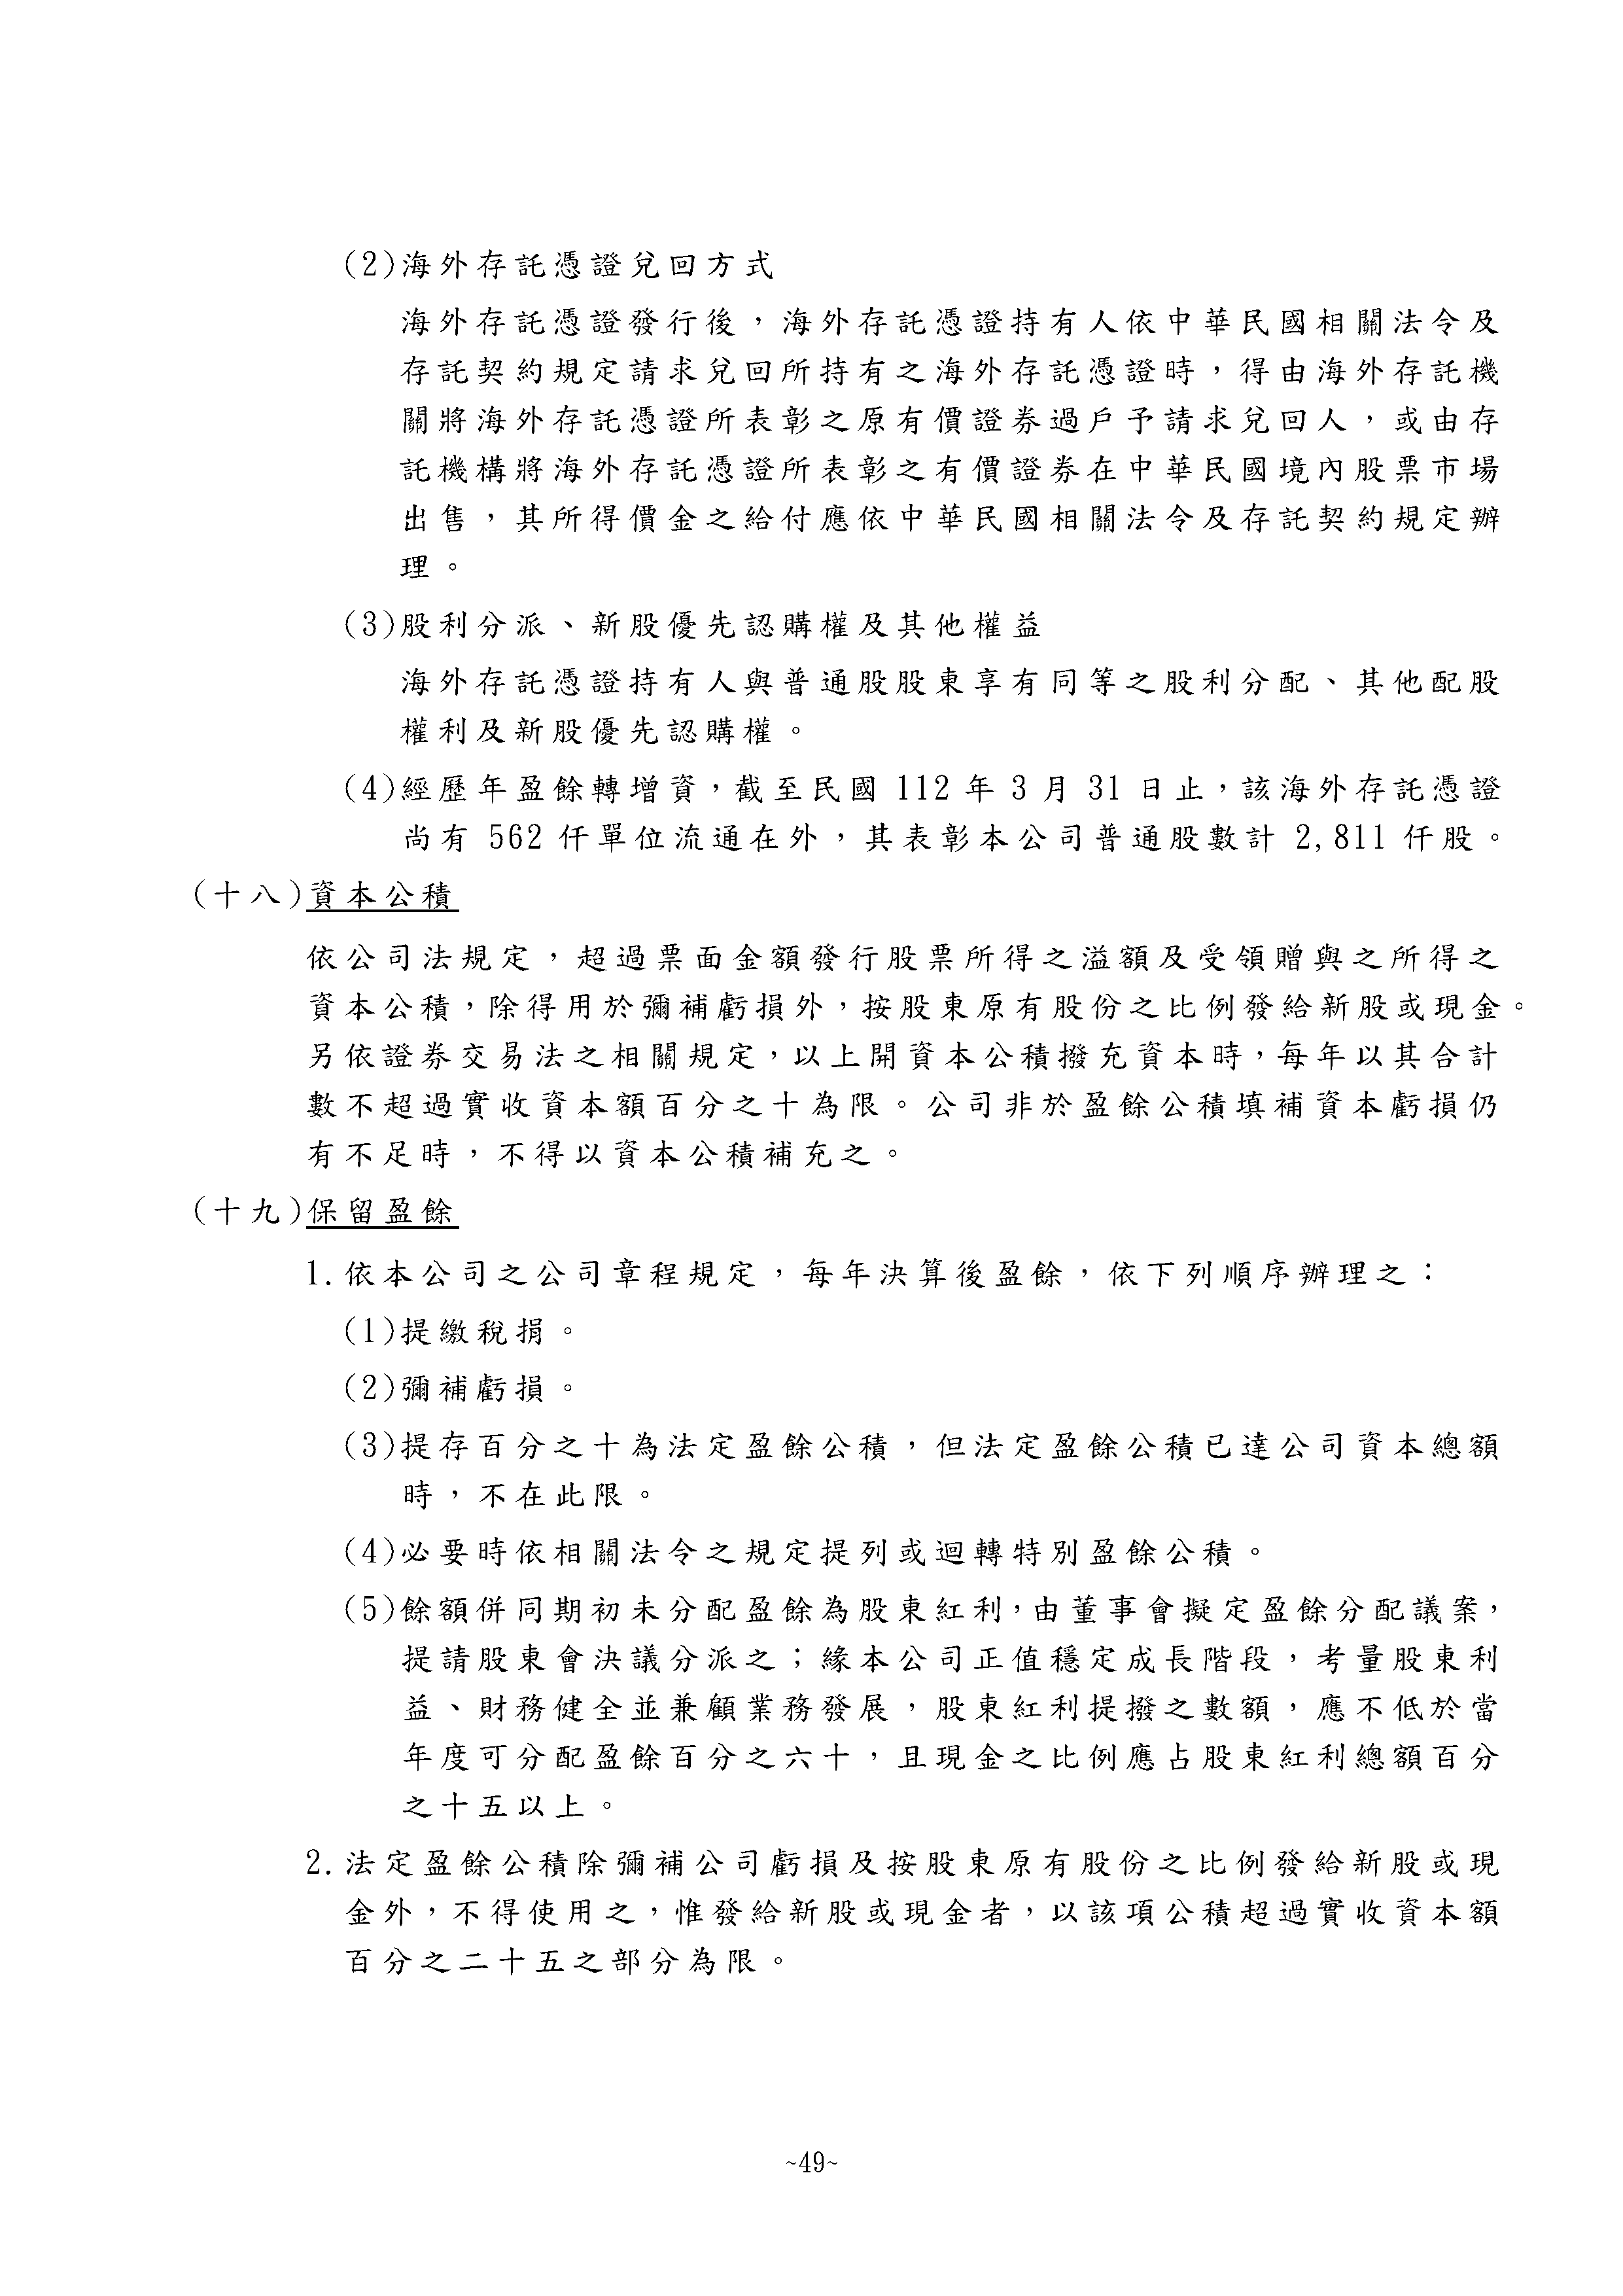 (2)海外存託憑證兌回方式
海外存託憑證發行後，海外存託憑證持有人依中華民國相關法令及
存託契約規定請求兌回所持有之海外存託憑證時，得由海外存託機
關將海外存託憑證所表彰之原有價證券過戶予請求兌回人，或由存
託機構將海外存託憑證所表彰之有價證券在中華民國境內股票市場
出售，其所得價金之給付應依中華民國相關法令及存託契約規定辦
理。
(3)股利分派、新股優先認購權及其他權益
海外存託憑證持有人與普通股股東享有同等之股利分配、其他配股
權利及新股優先認購權。
(4)經歷年盈餘轉增資，截至民國 112 年 3 月 31 日止，該海外存託憑證
尚有 562 仟單位流通在外，其表彰本公司普通股數計 2,811 仟股。
(十八)資本公積
依公司法規定，超過票面金額發行股票所得之溢額及受領贈與之所得之
資本公積，除得用於彌補虧損外，按股東原有股份之比例發給新股或現金。
另依證券交易法之相關規定，以上開資本公積撥充資本時，每年以其合計
數不超過實收資本額百分之十為限。公司非於盈餘公積填補資本虧損仍
有不足時，不得以資本公積補充之。
(十九)保留盈餘
1.依本公司之公司章程規定，每年決算後盈餘，依下列順序辦理之：
(1)提繳稅捐。
(2)彌補虧損。
(3)提存百分之十為法定盈餘公積，但法定盈餘公積已達公司資本總額
時，不在此限。
(4)必要時依相關法令之規定提列或迴轉特別盈餘公積。
(5)餘額併同期初未分配盈餘為股東紅利，由董事會擬定盈餘分配議案，
提請股東會決議分派之；緣本公司正值穩定成長階段，考量股東利
益、財務健全並兼顧業務發展，股東紅利提撥之數額，應不低於當
年度可分配盈餘百分之六十，且現金之比例應占股東紅利總額百分
之十五以上。
2.法定盈餘公積除彌補公司虧損及按股東原有股份之比例發給新股或現
金外，不得使用之，惟發給新股或現金者，以該項公積超過實收資本額
百分之二十五之部分為限。
~49~